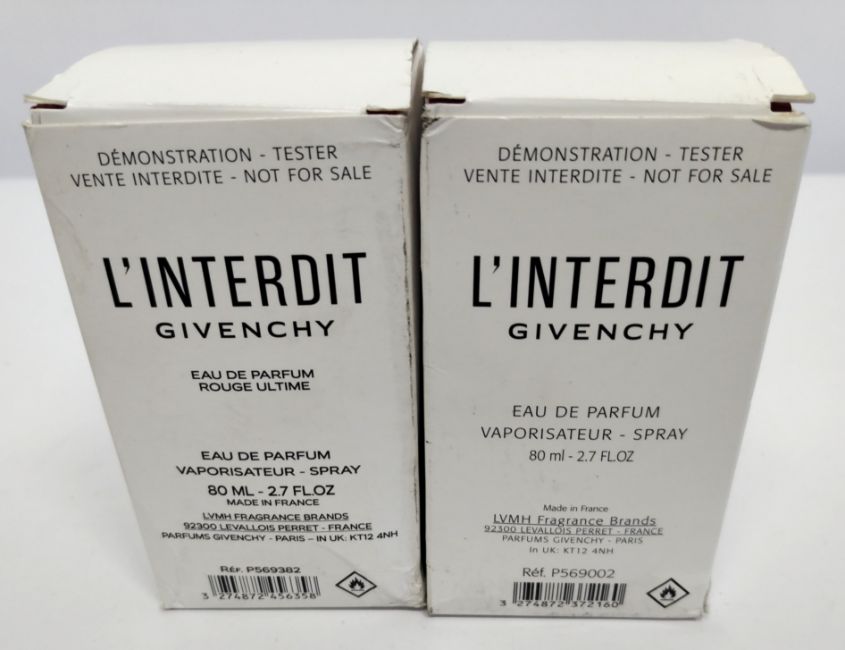 DÉMONSTRATION - TESTER
VENTE INTERDITE - NOT FOR SALE
L'INTERDIT
GIVENCHY
EAU DE PARFUM
ROUGE ULTIME
EAU DE PARFUM
VAPORISATEUR - SPRAY
80 ML - 2.7 FL.OZ
MADE IN FRANCE
LVMH FRAGRANCE BRANDS
92300 LEVALLOIS PERRET - FRANCE
PARFUMS GIVENCHY - PARIS – IN UK: KT12 4NH
RÉF. P569382
3 274872 456358
DÉMONSTRATION - TESTER
VENTE INTERDITE - NOT FOR SALE
L'INTERDIT
GIVENCHY
EAU DE PARFUM
VAPORISATEUR - SPRAY
80 ml - 2.7 FL.OZ
Made in France
LVMH Fragrance Brands
92300 LEVALLOIS PERRET - FRANCE
PARFUMS GIVENCHY - PARIS
In UK: KT12 4NH
Réf. P569002
3 274872 372160